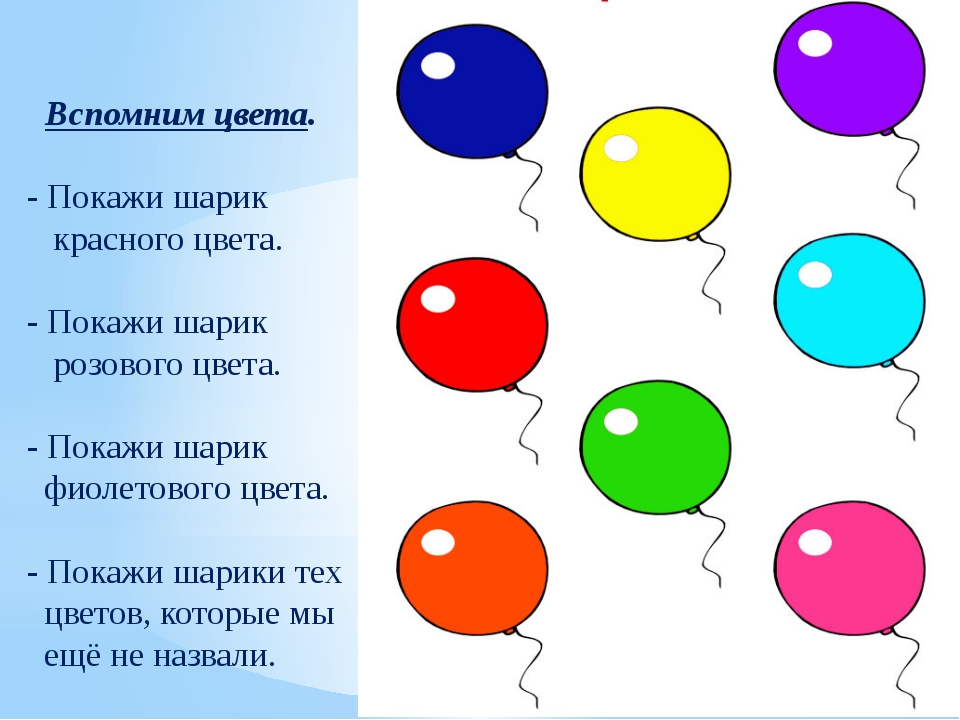 Вспомним цвета.
- Покажи шарик
красного цвета.
- Покажи шарик
розового цвета.
- Покажи шарик
фиолетового цвета.
- Покажи шарики тех
цветов, которые мы
ещё не назвали.